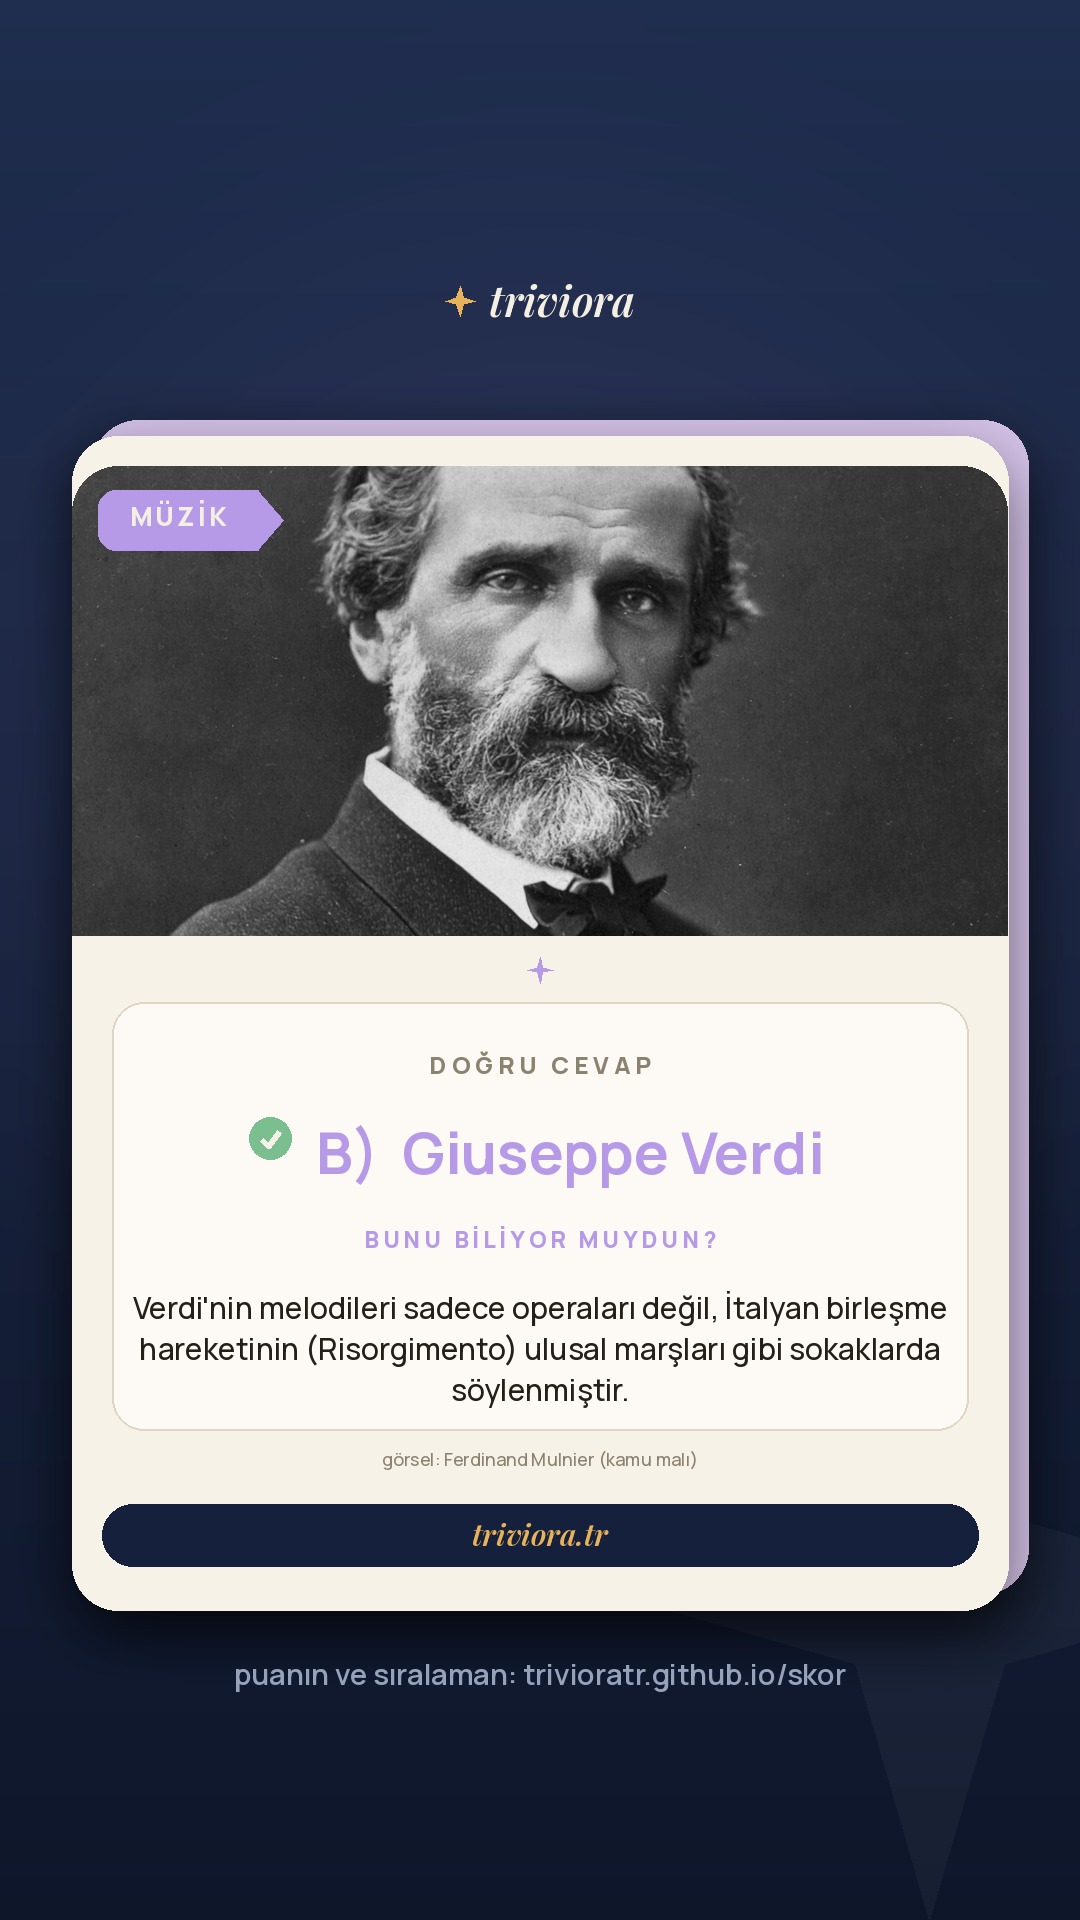 triviora
MÜZİK
DOĞRU CEVAP
B) Giuseppe Verdi
BUNU BİLİYOR MUYDUN?
Verdi'nin melodileri sadece operaları değil, İtalyan birleşme
hareketinin (Risorgimento) ulusal marşları gibi sokaklarda
söylenmiştir.
görsel: Ferdinand Mulnier (kamu malı)
triviora.tr
puanın ve sıralaman: trivioratr.github.io/skor